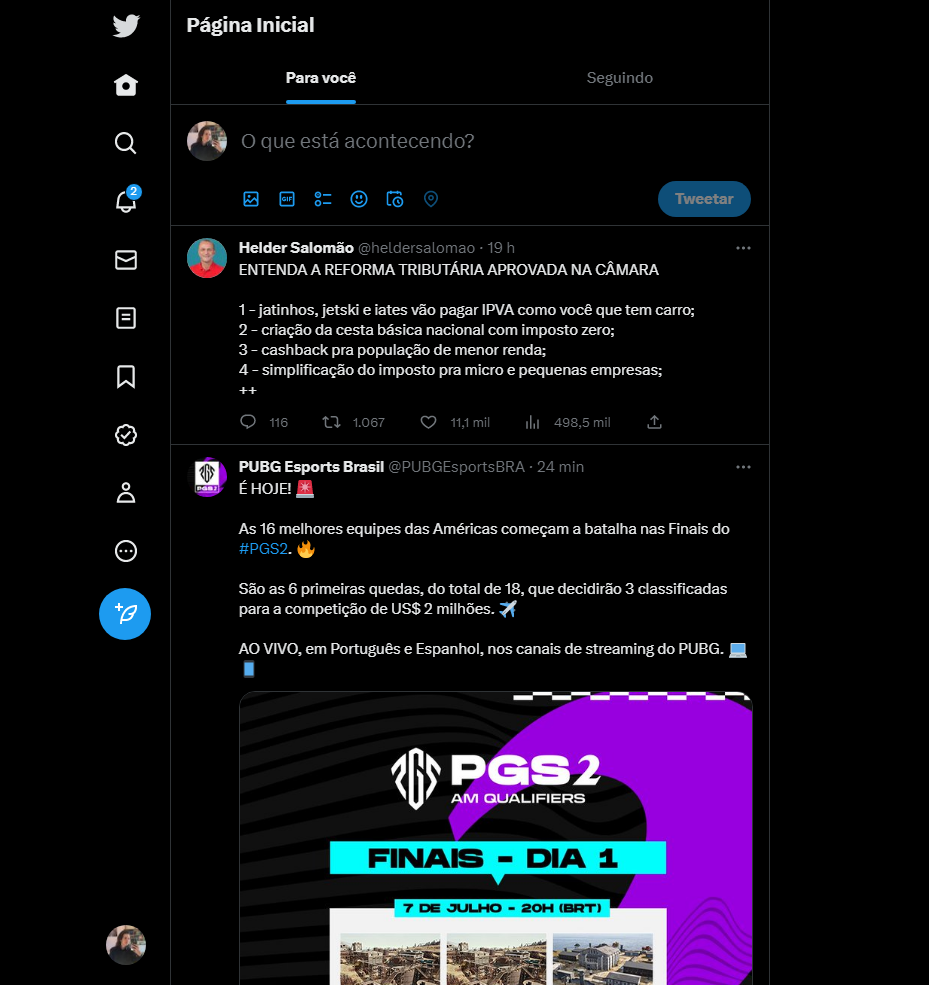 Página Inicial
Para você
Seguindo
O que está acontecendo?
GIF
Tweetar
2
Helder Salomão @heldersalomao · 19 h
ENTENDA A REFORMA TRIBUTÁRIA APROVADA NA CÂMARA
1 - jatinhos, jetski e iates vão pagar IPVA como você que tem carro;
2 - criação da cesta básica nacional com imposto zero;
3 - cashback pra população de menor renda;
4 - simplificação do imposto pra micro e pequenas empresas;
++
116 1.067 11,1 mil 498,5 mil
PUBG Esports Brasil @PUBGEsportsBRA · 24 min
É HOJE! 🚨
As 16 melhores equipes das Américas começam a batalha nas Finais do
#PGS2. 🔥
São as 6 primeiras quedas, do total de 18, que decidirão 3 classificadas
para a competição de US$ 2 milhões. ✈️
AO VIVO, em Português e Espanhol, nos canais de streaming do PUBG. 💻
📱
PGS2
PGS 2
AM QUALIFIERS
FINAIS - DIA 1
7 DE JULHO - 20H (BRT)